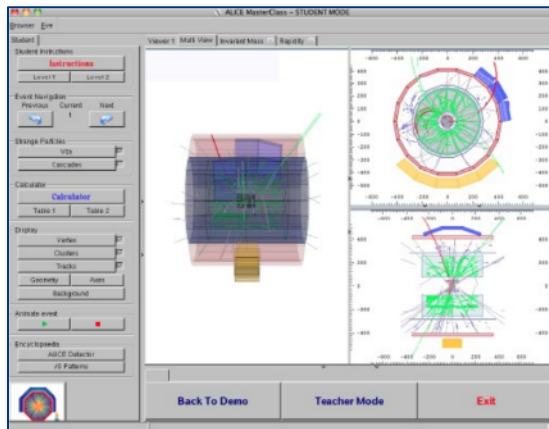 ALICE MasterClass -- STUDENT MODE
Browser Eve
Student
Viewer 1 Multi View Invariant Mass Rapidity
Student Instructions
Instructions
Level 1 Level 2
Event Navigation
Previous Current Next
1
Strange Particles
V0s
Cascades
Calculator
Calculator
Table 1 Table 2
Display
Vertex
Clusters
Tracks
Geometry Axes
Background
Animate event
Encyclopaedia
ALICE Detector
V0 Patterns
Back To Demo Teacher Mode Exit